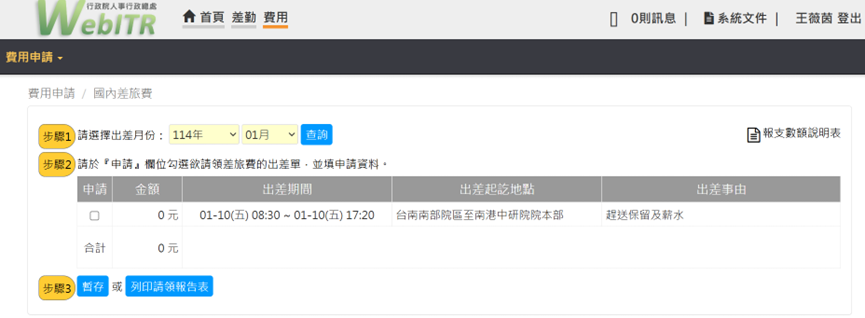 行政院人事行政總處
WebITR 首頁 差勤 費用 0則訊息 | 系統文件 | 王薇茵 登出
費用申請
費用申請 / 國內差旅費
步驟1 請選擇出差月份： 114年 01月 查詢 報支數額說明表
步驟2 請於『申請』欄位勾選欲請領差旅費的出差單，並填申請資料。
申請 金額 出差期間 出差起訖地點 出差事由
0 元 01-10(五) 08:30 ~ 01-10(五) 17:20 台南南部院區至南港中研院院本部 趕送保留及薪水
合計 0 元
步驟3 暫存 或 列印請領報告表